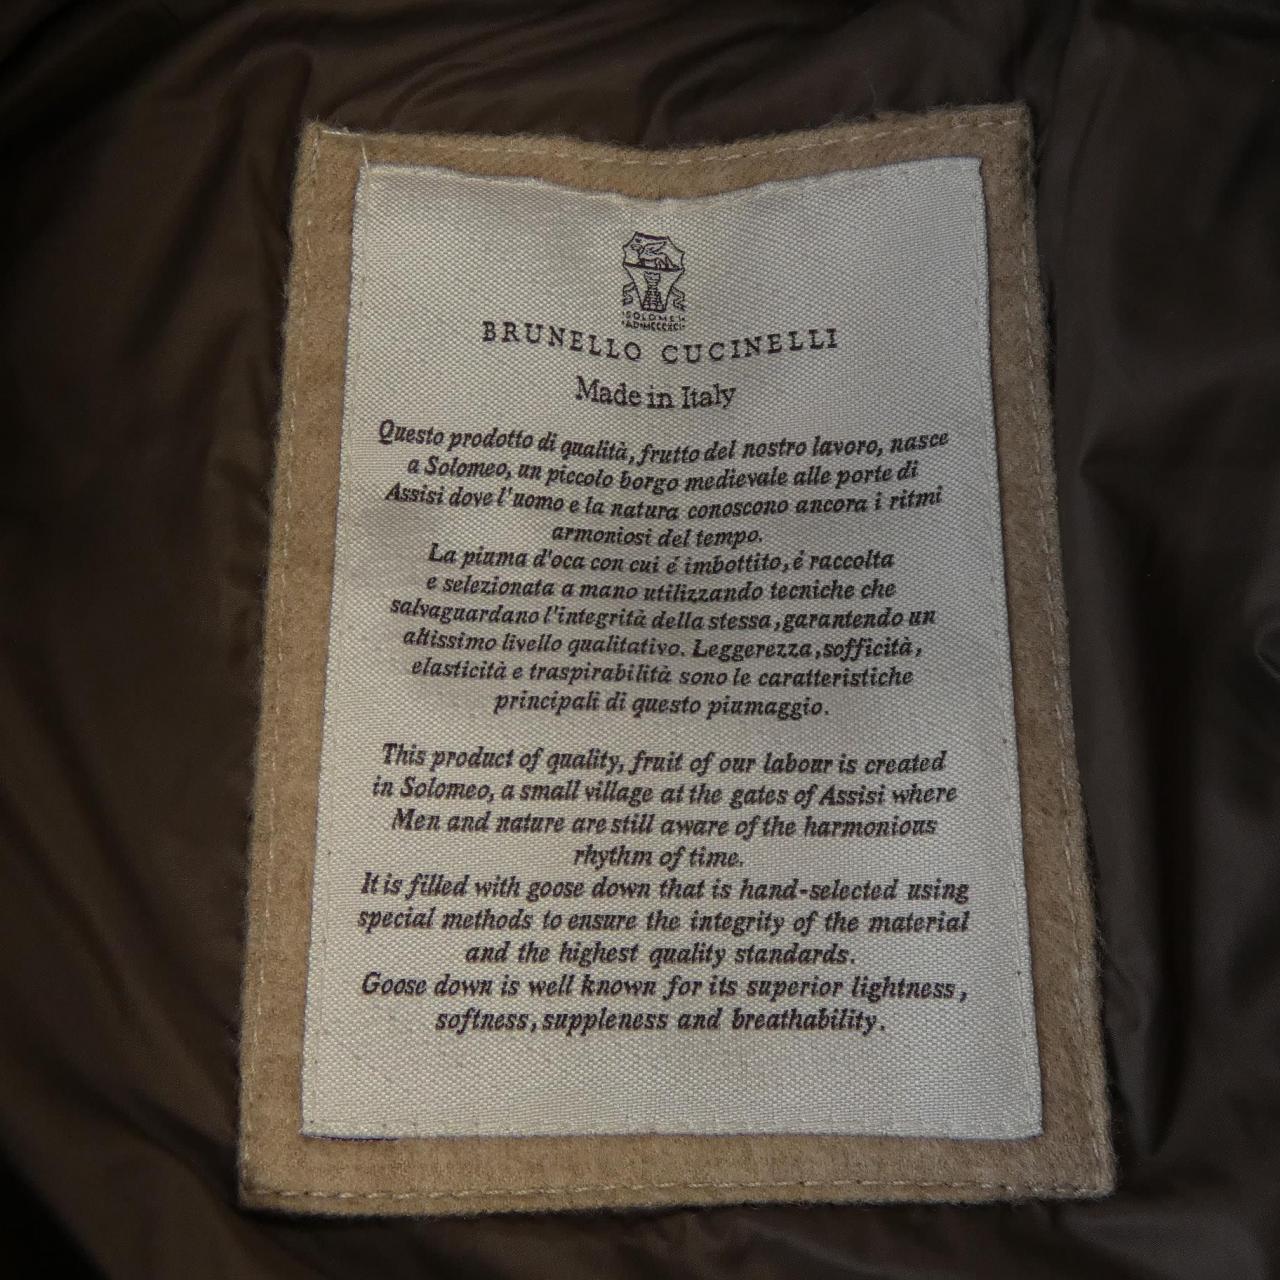 SOLOMEI
ADMCCCXCI
BRUNELLO CUCINELLI
Made in Italy
Questo prodotto di qualità, frutto del nostro lavoro, nasce
a Solomeo, un piccolo borgo medievale alle porte di
Assisi dove l'uomo e la natura conoscono ancora i ritmi
armoniosi del tempo.
La piuma d'oca con cui é imbottito, é raccolta
e selezionata a mano utilizzando tecniche che
salvaguardano l'integrità della stessa, garantendo un
altissimo livello qualitativo. Leggerezza, sofficità,
elasticità e traspirabilità sono le caratteristiche
principali di questo piumaggio.
This product of quality, fruit of our labour is created
in Solomeo, a small village at the gates of Assisi where
Men and nature are still aware of the harmonious
rhythm of time.
It is filled with goose down that is hand-selected using
special methods to ensure the integrity of the material
and the highest quality standards.
Goose down is well known for its superior lightness,
softness, suppleness and breathability.